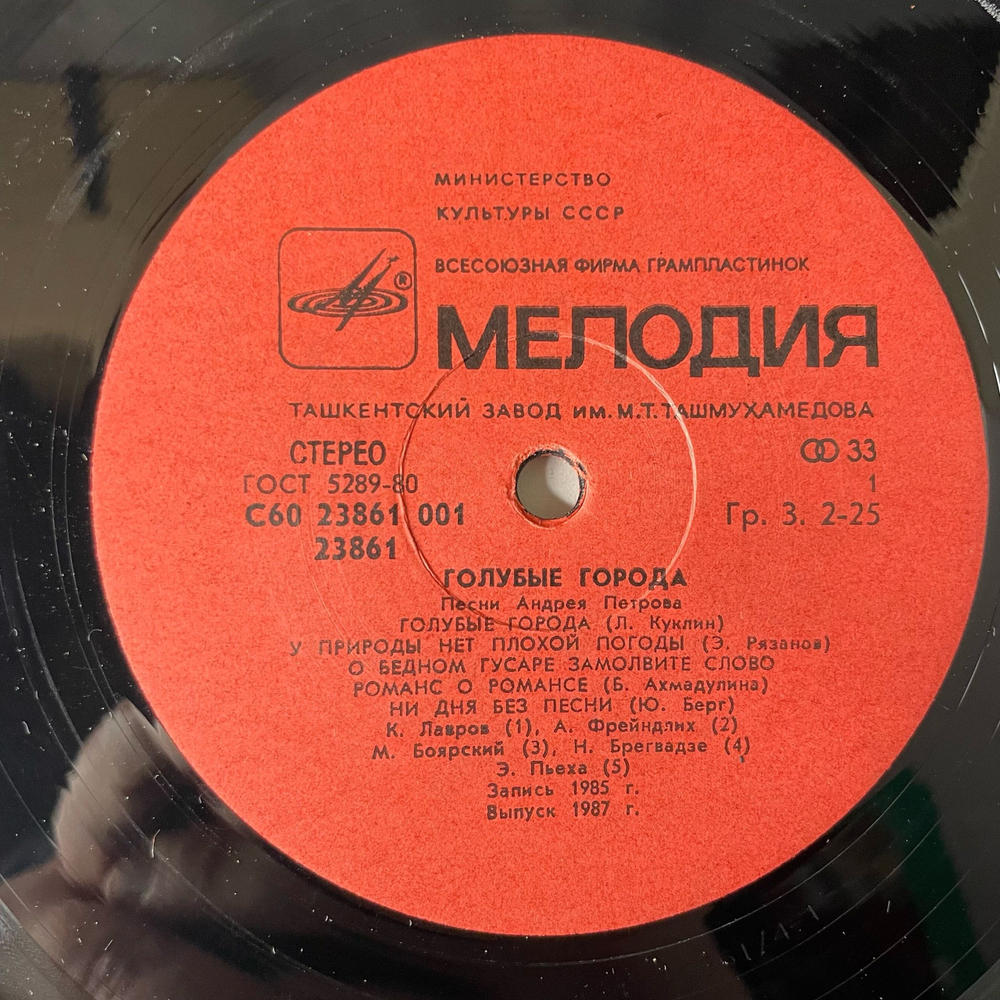 МИНИСТЕРСТВО
КУЛЬТУРЫ СССР
ВСЕСОЮЗНАЯ ФИРМА ГРАМПЛАСТИНОК
®
МЕЛОДИЯ
ТАШКЕНТСКИЙ ЗАВОД ИМ. М.Т. ТАШМУХАМЕДОВА
СТЕРЕО 33
ГОСТ 5289-80 1
С60 23861 001 Гр. 3. 2-25
23861
ГОЛУБЫЕ ГОРОДА
Песни Андрея Петрова
ГОЛУБЫЕ ГОРОДА (Л. Куклин)
У ПРИРОДЫ НЕТ ПЛОХОЙ ПОГОДЫ (Э. Рязанов)
О БЕДНОМ ГУСАРЕ ЗАМОЛВИТЕ СЛОВО
РОМАНС О РОМАНСЕ (Б. Ахмадулина)
НИ ДНЯ БЕЗ ПЕСНИ (Ю. Берг)
К. Лавров (1), А. Фрейндлих (2)
М. Боярский (3), Н. Брегвадзе (4)
Э. Пьеха (5)
Запись 1985 г.
Выпуск 1987 г.